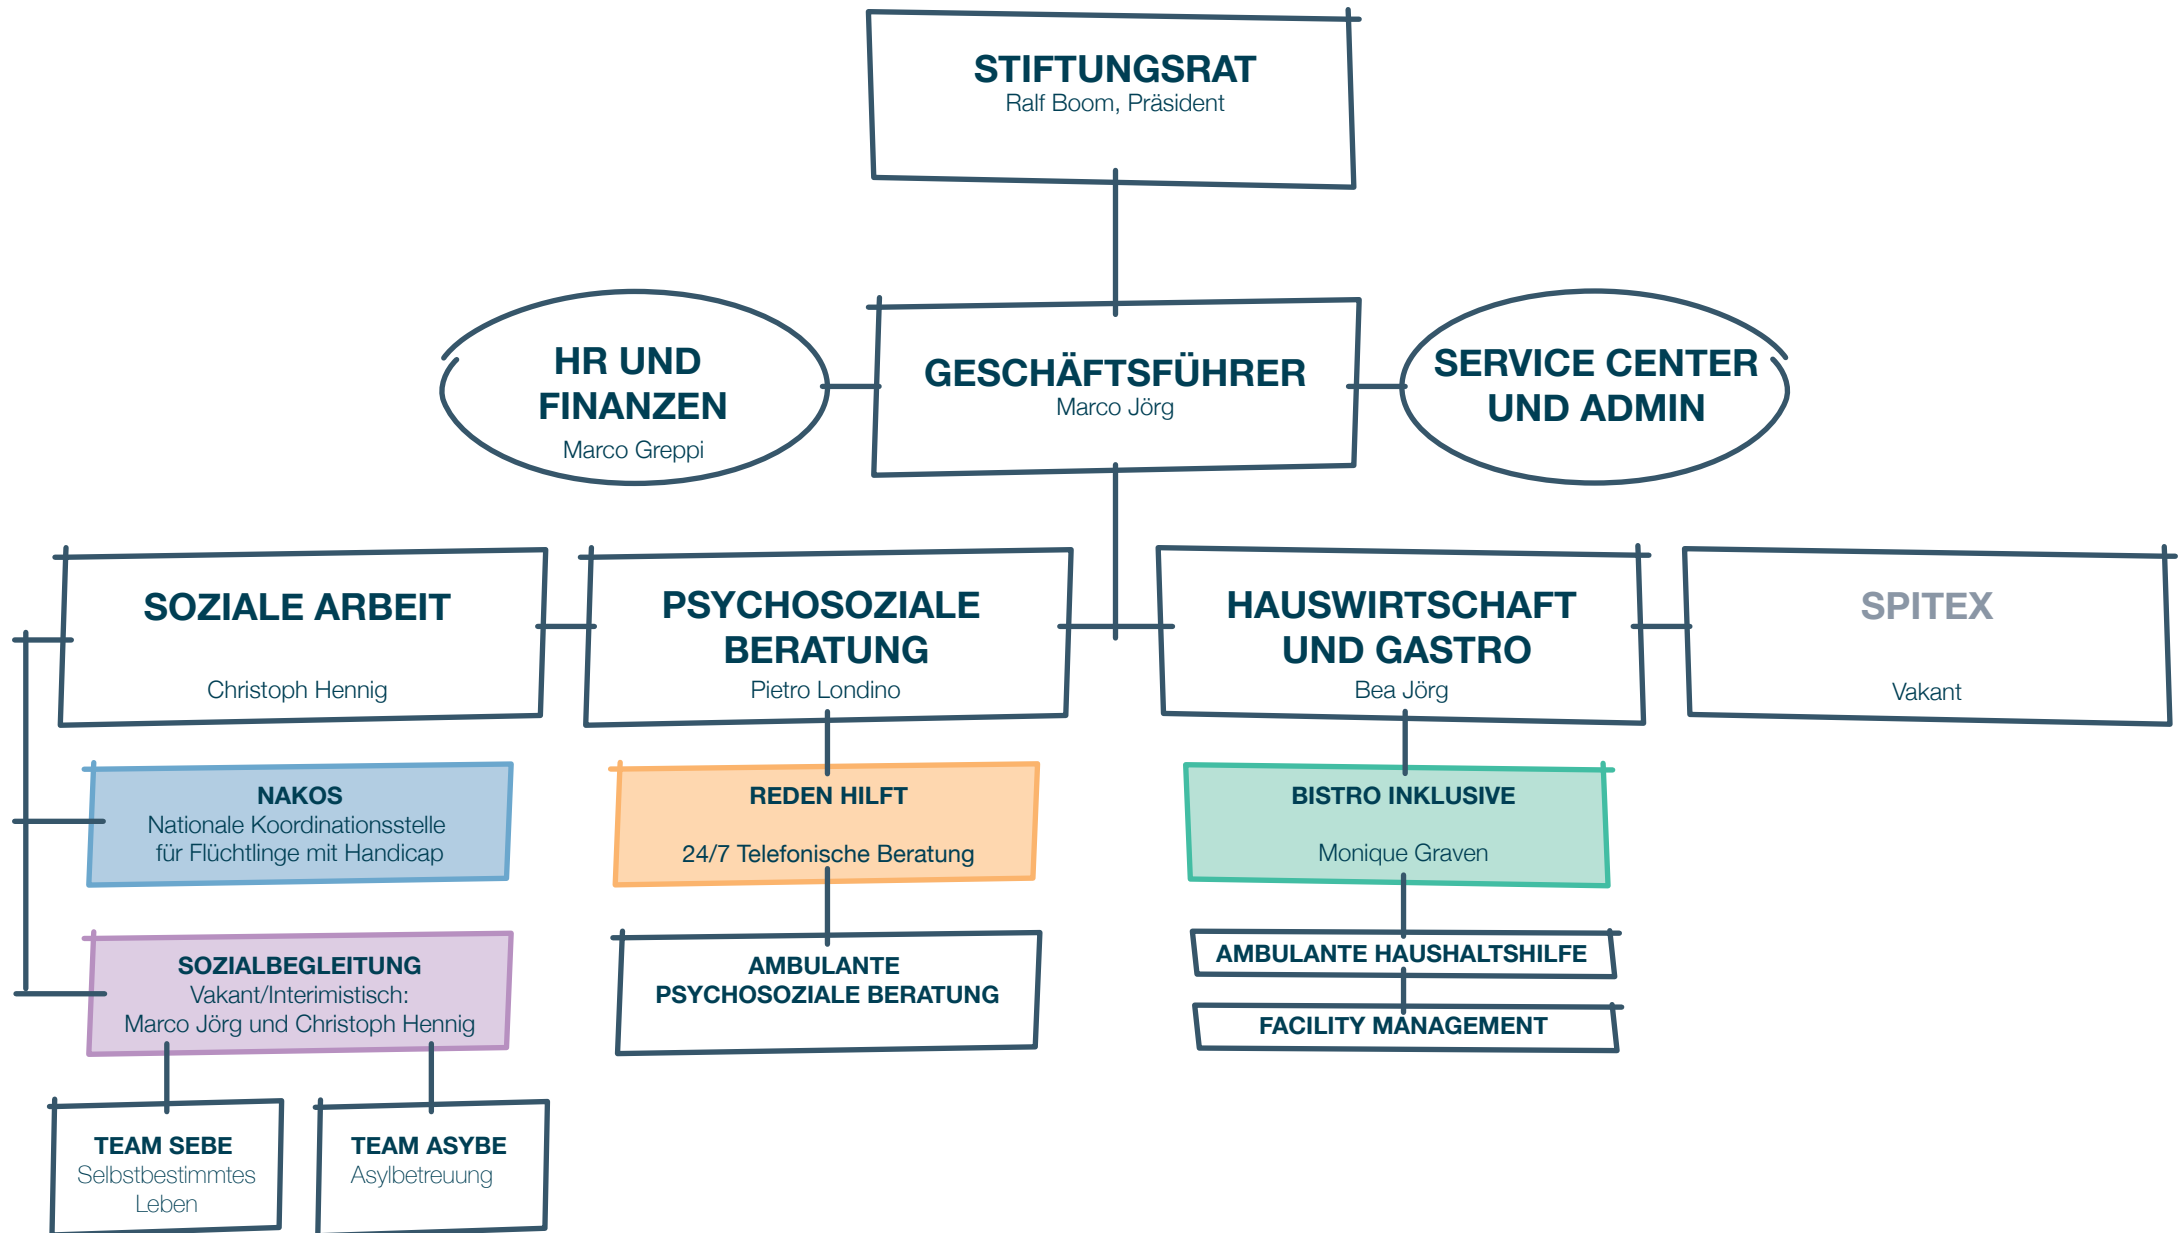 STIFTUNGSRAT
Ralf Boom, Präsident
HR UND
FINANZEN
Marco Greppi
GESCHÄFTSFÜHRER
Marco Jörg
SERVICE CENTER
UND ADMIN
SOZIALE ARBEIT
Christoph Hennig
PSYCHOSOZIALE
BERATUNG
Pietro Londino
HAUSWIRTSCHAFT
UND GASTRO
Bea Jörg
SPITEX
Vakant
NAKOS
Nationale Koordinationsstelle
für Flüchtlinge mit Handicap
REDEN HILFT
24/7 Telefonische Beratung
BISTRO INKLUSIVE
Monique Graven
SOZIALBEGLEITUNG
Vakant/Interimistisch:
Marco Jörg und Christoph Hennig
AMBULANTE
PSYCHOSOZIALE BERATUNG
AMBULANTE HAUSHALTSHILFE
FACILITY MANAGEMENT
TEAM SEBE
Selbstbestimmtes
Leben
TEAM ASYBE
Asylbetreuung